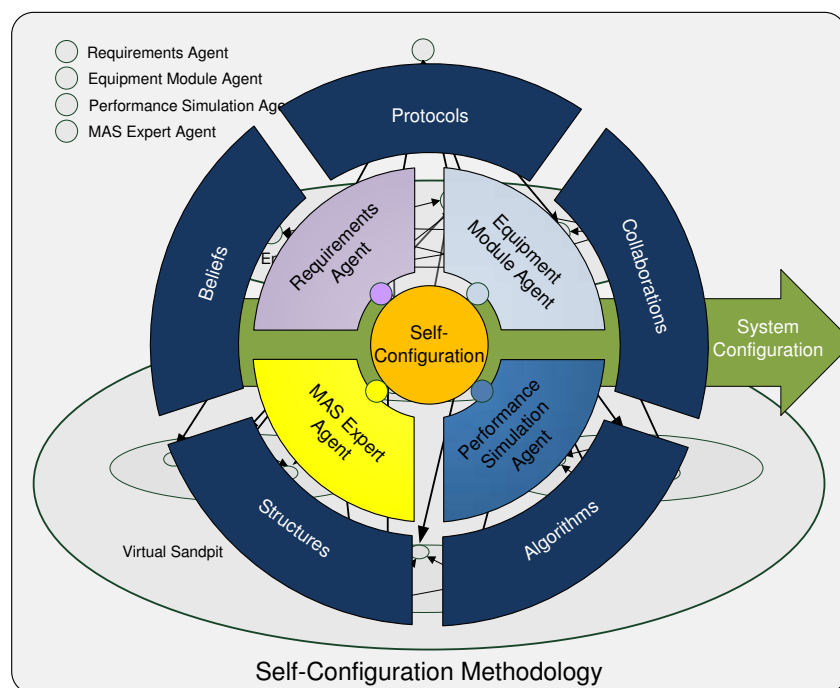 Requirements Agent
Equipment Module Agent
Performance Simulation Age
MAS Expert Agent
Protocols
Beliefs
Collaborations
Requirements
Agent
Equipment
Module Agent
Self-
Configuration
System
Configuration
MAS Expert
Agent
Performance
Simulation
Agent
Structures
Algorithms
Virtual Sandpit
Self-Configuration Methodology